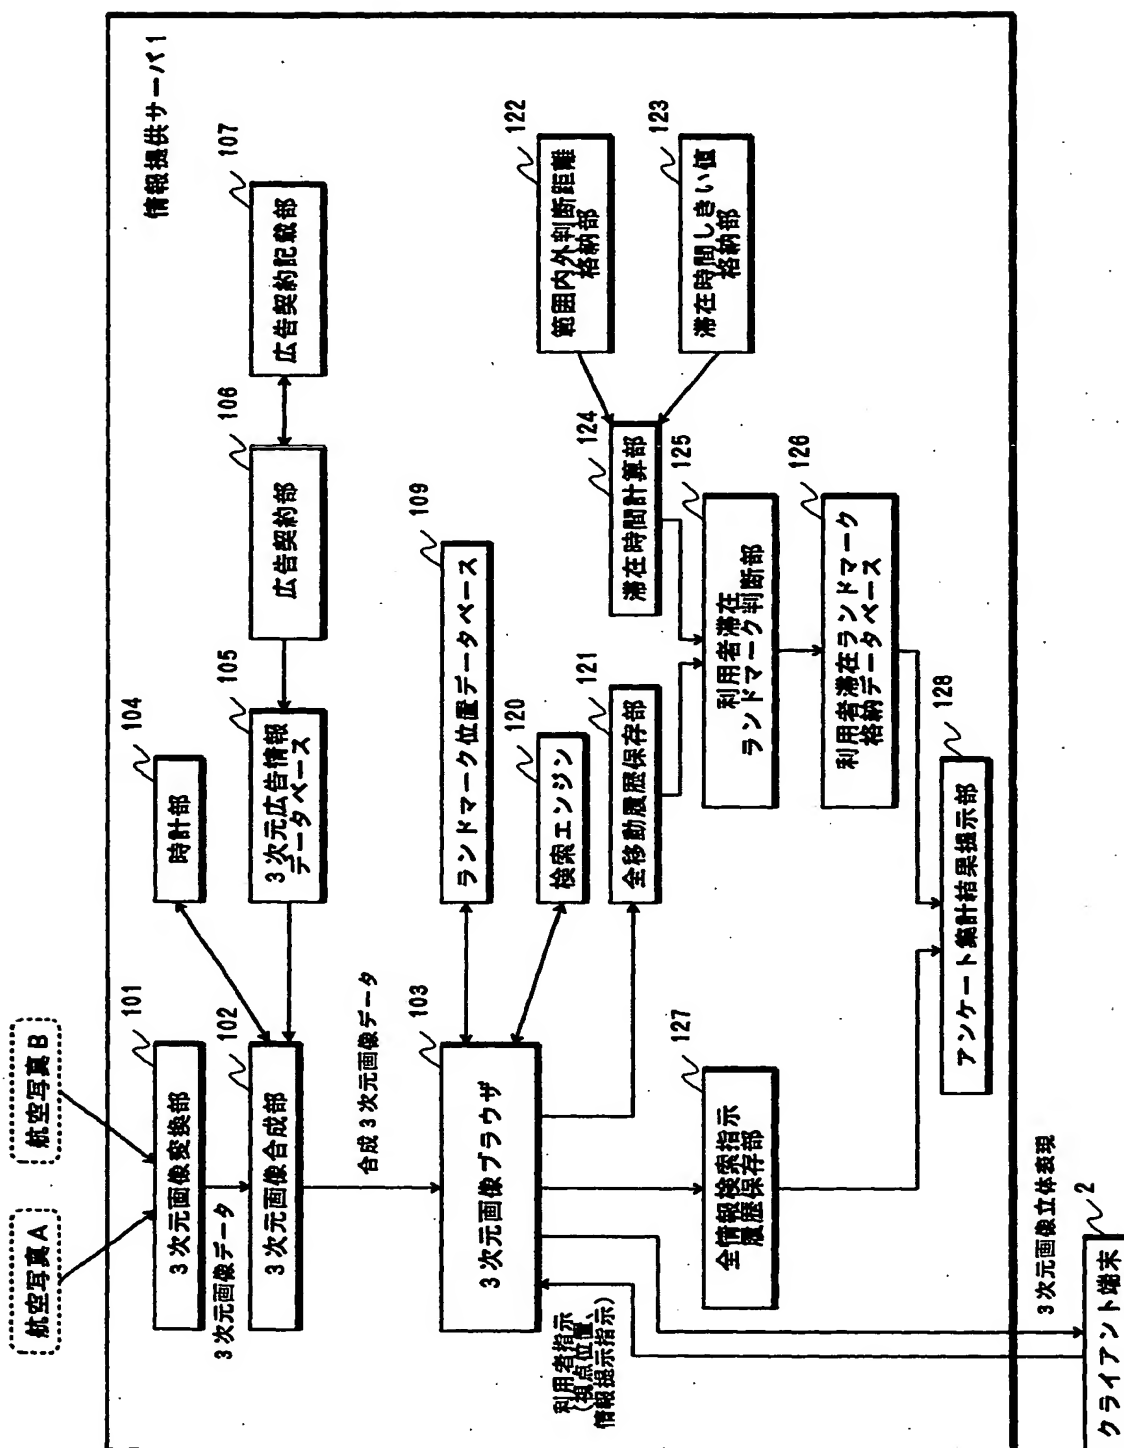 航空写真A
航空写真B
情報提供サーバ1
101
3次元画像変換部
3次元画像データ
102
3次元画像合成部
104
時計部
105
3次元広告情報
データベース
106
広告契約部
107
広告契約記載部
合成3次元画像データ
103
3次元画像ブラウザ
109
ランドマーク位置データベース
120
検索エンジン
121
全移動履歴保存部
122
範囲内外判断距離
格納部
123
滞在時間しきい値
格納部
124
滞在時間計算部
125
利用者滞在
ランドマーク判断部
126
利用者滞在ランドマーク
格納データベース
127
全情報検索指示
履歴保存部
128
アンケート集計結果提示部
利用者指示
(視点位置、
情報提示指示)
3次元画像立体表現
2
クライアント端末